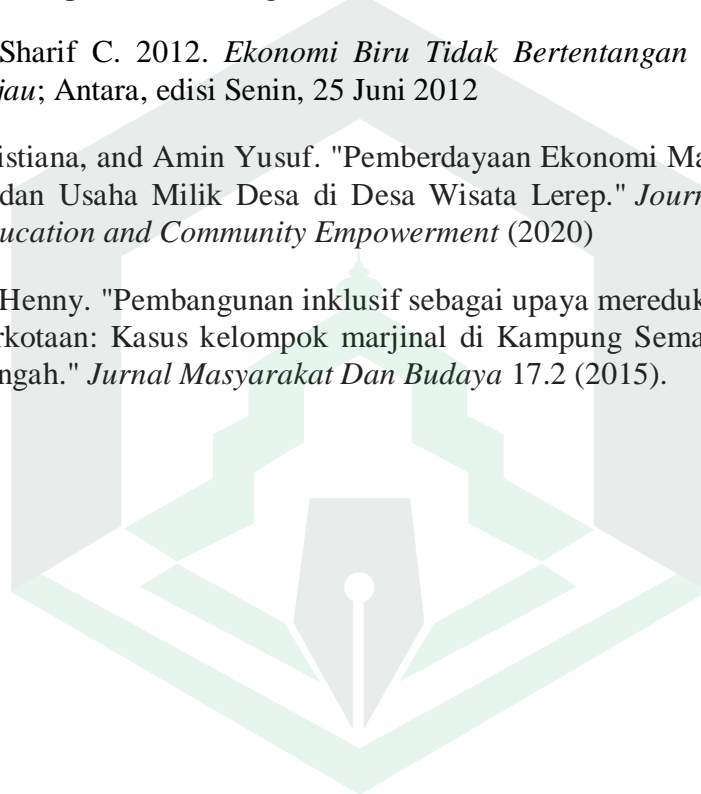 Sharif C. 2012. Ekonomi Biru Tidak Bertentangan
jau; Antara, edisi Senin, 25 Juni 2012
istiana, and Amin Yusuf. "Pemberdayaan Ekonomi Ma
dan Usaha Milik Desa di Desa Wisata Lerep." Journ
ucation and Community Empowerment (2020)
Henny. "Pembangunan inklusif sebagai upaya mereduk
rkotaan: Kasus kelompok marjinal di Kampung Sema
ngah." Jurnal Masyarakat Dan Budaya 17.2 (2015).